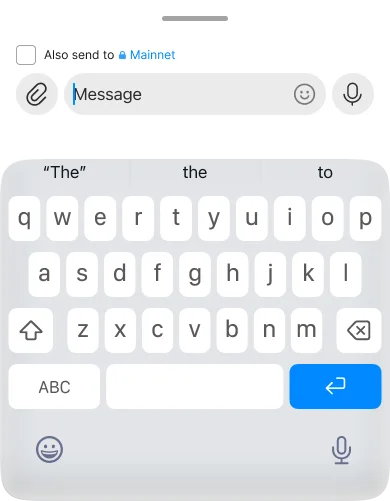 Also send to Mainnet
Message
“The” the to
q w e r t y u i o p
a s d f g h j k l
z x c v b n m
ABC